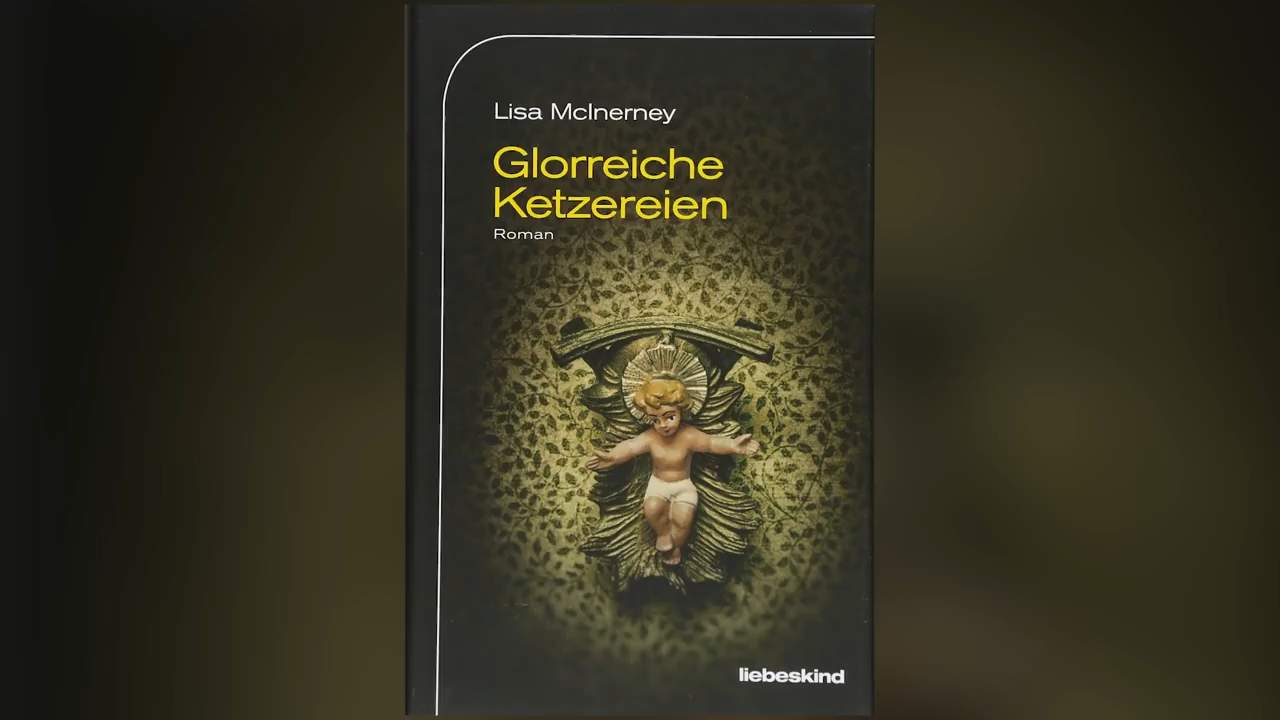 Lisa McInerney
Glorreiche
Ketzereien
Roman
liebeskind